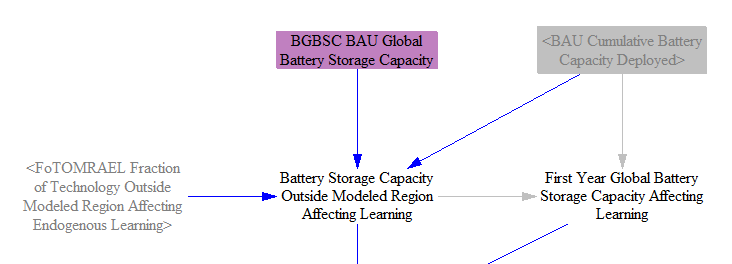 BGBSC BAU Global
Battery Storage Capacity
<BAU Cumulative Battery
Capacity Deployed>
<FoTOMRAEL Fraction
of Technology Outside
Modeled Region Affecting
Endogenous Learning>
Battery Storage Capacity
Outside Modeled Region
Affecting Learning
First Year Global Battery
Storage Capacity Affecting
Learning